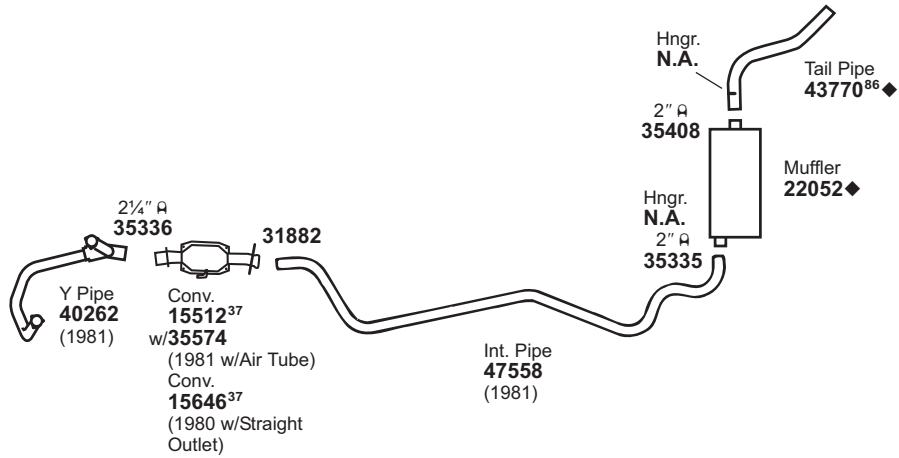 Hngr.
N.A.
Tail Pipe
43770⁸⁶◆
2"
35408
Muffler
22052◆
Hngr.
N.A.
2"
35335
2¼"
35336
31882
Y Pipe
40262
(1981)
Conv.
15512³⁷
w/35574
(1981 w/Air Tube)
Conv.
15646³⁷
(1980 w/Straight
Outlet)
Int. Pipe
47558
(1981)